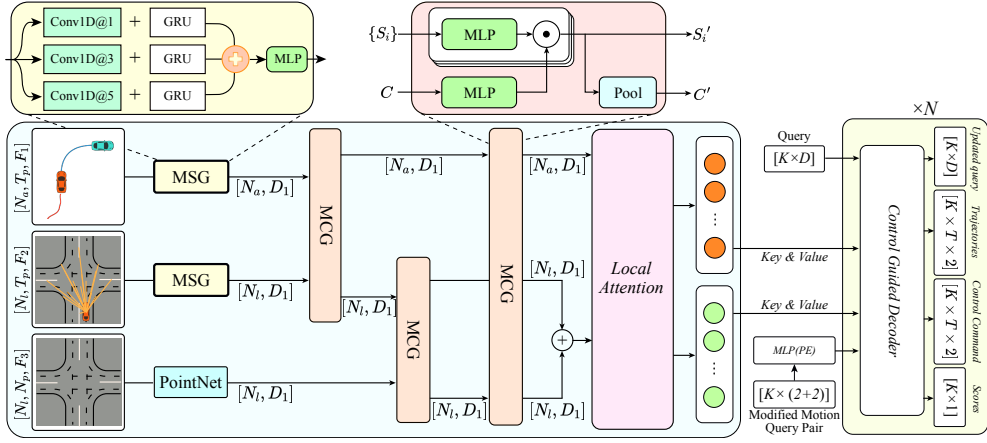 Conv1D@1 + GRU
Conv1D@3 + GRU
Conv1D@5 + GRU
MLP
{S_i}
MLP
S_i'
C
MLP
Pool
C'
[N_a, T_p, F_1]
MSG
[N_a, D_1]
[N_l, T_p, F_2]
MSG
[N_l, D_1]
[N_l, N_p, F_3]
PointNet
[N_l, D_1]
MCG
[N_a, D_1]
[N_l, D_1]
MCG
[N_l, D_1]
MCG
[N_a, D_1]
[N_l, D_1]
+
[N_l, D_1]
Local
Attention
...
...
Key & Value
Key & Value
Query
[K×D]
MLP(PE)
[K× (2+2)]
Modified Motion
Query Pair
×N
Control Guided Decoder
[K×D]
Updated query
[K × T × 2]
Trajectories
[K × T × 2]
Control Command
[K×1]
Scores